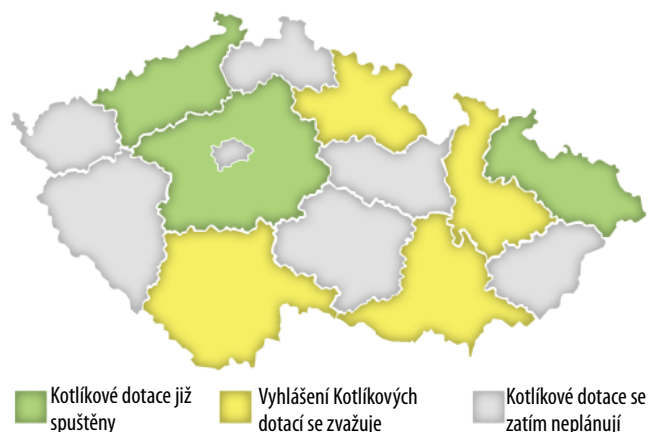 Kotlíkové dotace již
spuštěny
Vyhlášení Kotlíkových
dotací se zvažuje
Kotlíkové dotace se
zatím neplánují